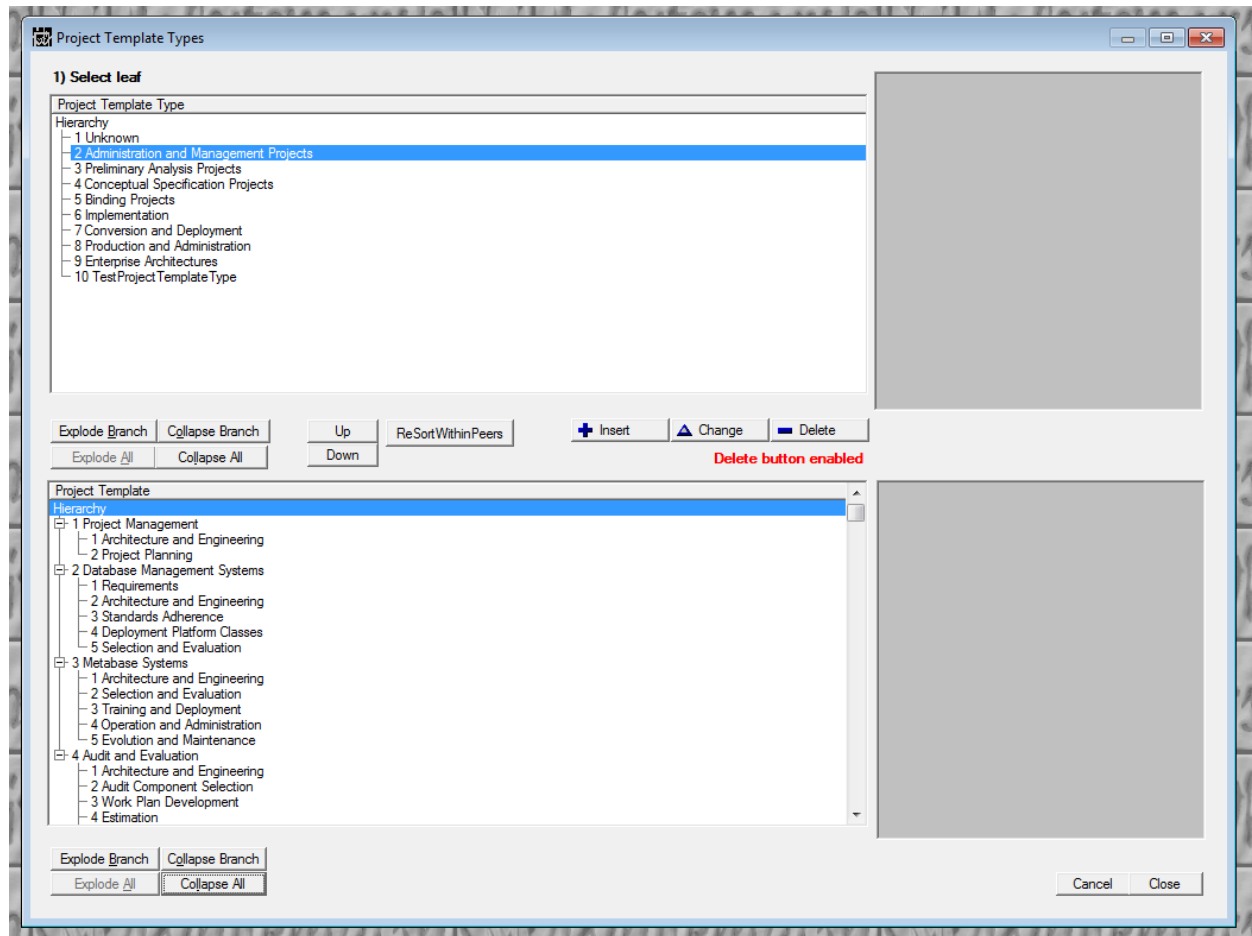 Project Template Types
1) Select leaf
Project Template Type
Hierarchy
1 Unknown
2 Administration and Management Projects
3 Preliminary Analysis Projects
4 Conceptual Specification Projects
5 Binding Projects
6 Implementation
7 Conversion and Deployment
8 Production and Administration
9 Enterprise Architectures
10 TestProjectTemplateType
Explode Branch Collapse Branch Up ReSortWithinPeers Insert Change Delete
Explode All Collapse All Down Delete button enabled
Project Template
Hierarchy
1 Project Management
1 Architecture and Engineering
2 Project Planning
2 Database Management Systems
1 Requirements
2 Architecture and Engineering
3 Standards Adherence
4 Deployment Platform Classes
5 Selection and Evaluation
3 Metabase Systems
1 Architecture and Engineering
2 Selection and Evaluation
3 Training and Deployment
4 Operation and Administration
5 Evolution and Maintenance
4 Audit and Evaluation
1 Architecture and Engineering
2 Audit Component Selection
3 Work Plan Development
4 Estimation
Explode Branch Collapse Branch
Explode All Collapse All Cancel Close